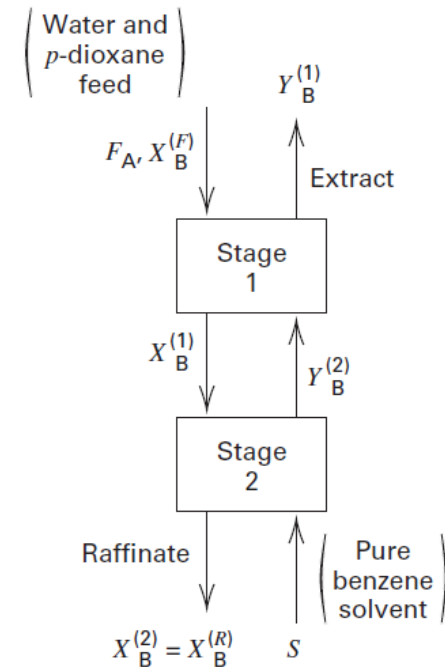 Water and
p-dioxane
feed
Y_B^(1)
F_A, X_B^(F)
Extract
Stage
1
X_B^(1)
Y_B^(2)
Stage
2
Raffinate
Pure
benzene
solvent
X_B^(2) = X_B^(R)
S